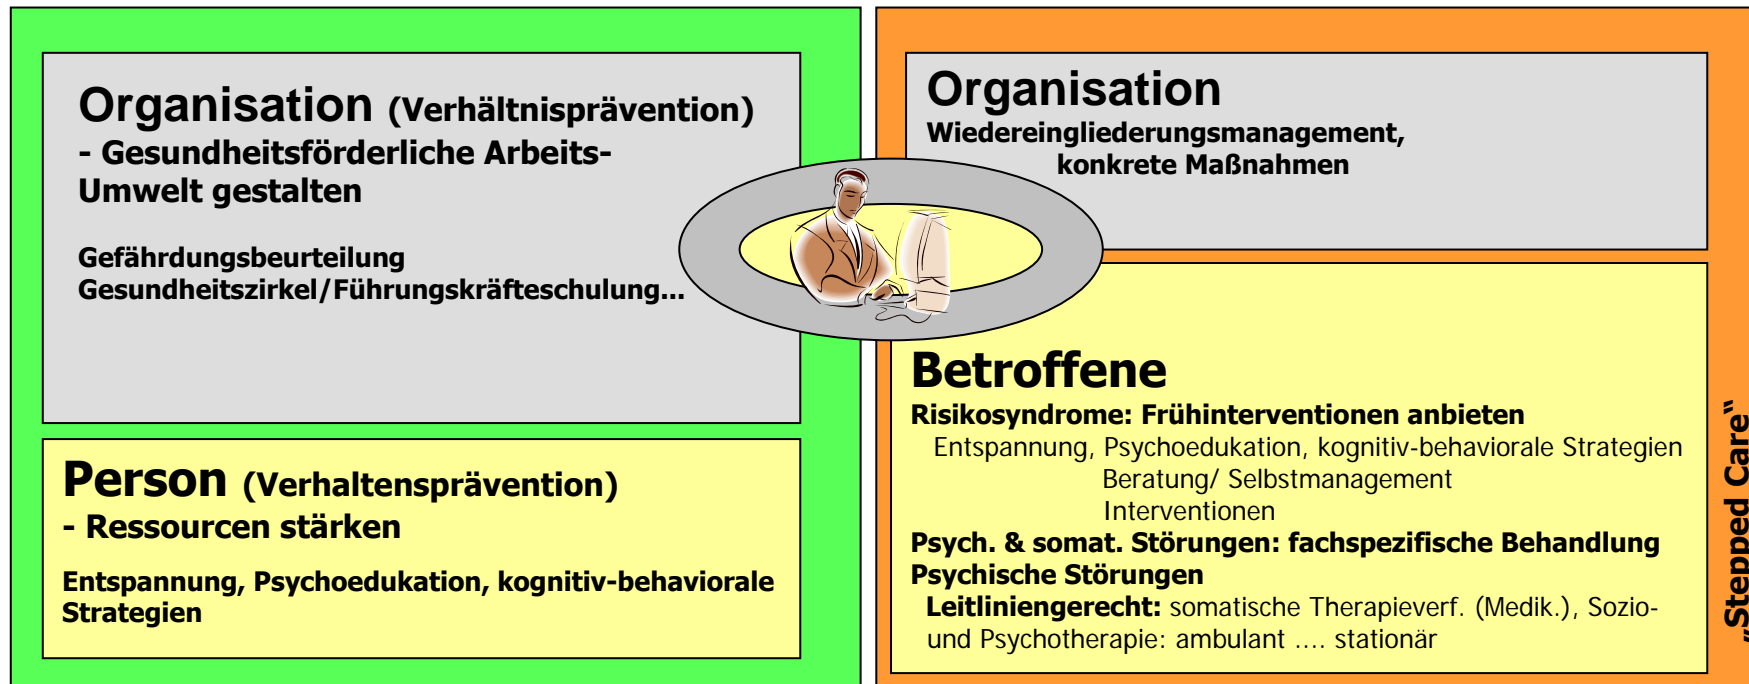 Organisation (Verhältnisprävention)
- Gesundheitsförderliche Arbeits-
Umwelt gestalten
Gefährdungsbeurteilung
Gesundheitszirkel/Führungskräfteschulung...
Person (Verhaltensprävention)
- Ressourcen stärken
Entspannung, Psychoedukation, kognitiv-behaviorale
Strategien
Organisation
Wiedereingliederungsmanagement,
konkrete Maßnahmen
Betroffene
Risikosyndrome: Frühinterventionen anbieten
Entspannung, Psychoedukation, kognitiv-behaviorale Strategien
Beratung/ Selbstmanagement
Interventionen
Psych. & somat. Störungen: fachspezifische Behandlung
Psychische Störungen
Leitliniengerecht: somatische Therapieverf. (Medik.), Sozio-
und Psychotherapie: ambulant .... stationär
„Stepped Care“